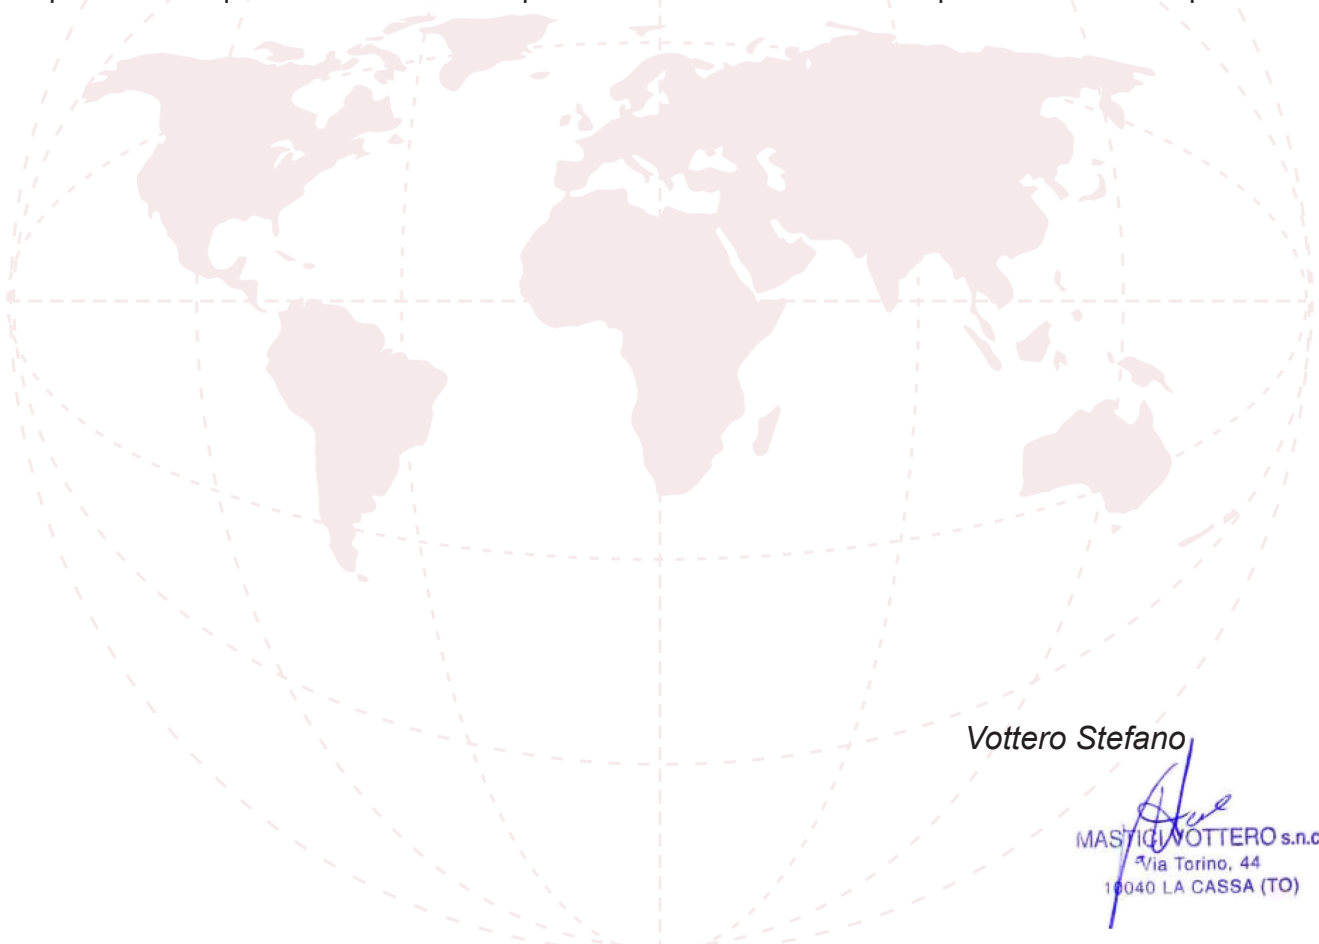 Vottero Stefano
MASTICI VOTTERO s.n.c
Via Torino, 44
10040 LA CASSA (TO)